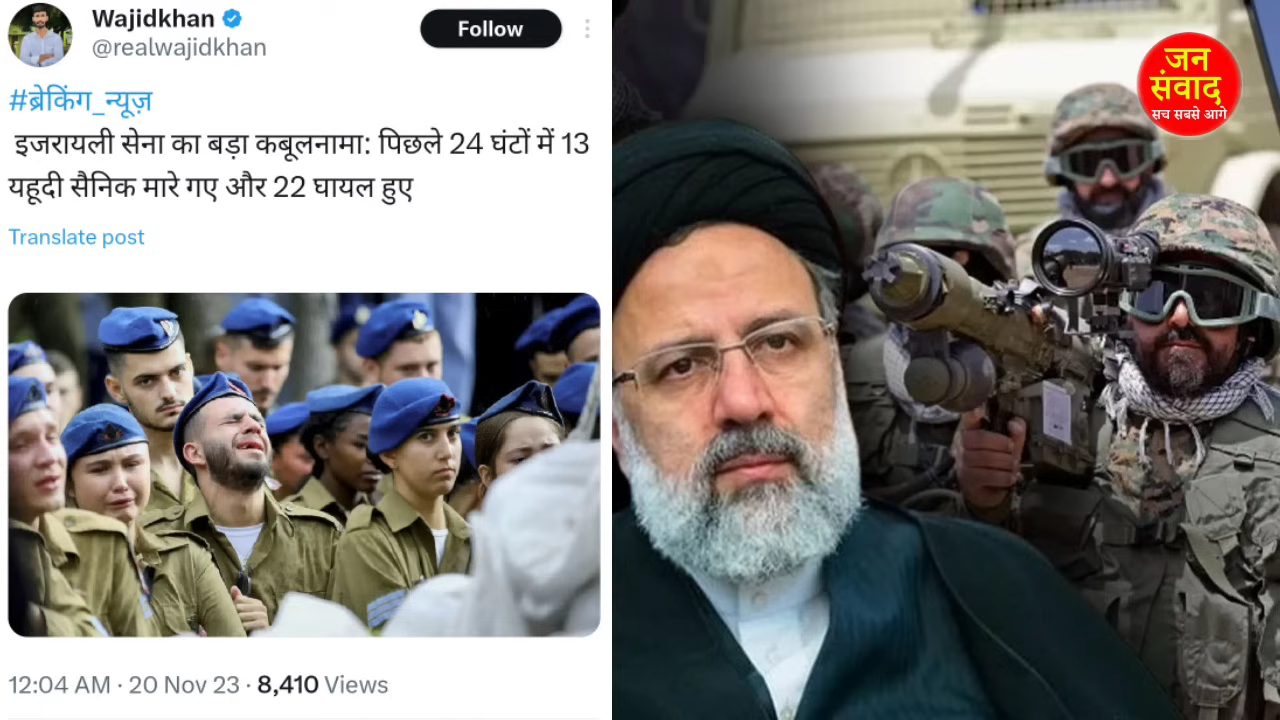 Wajidkhan
@realwajidkhan
Follow
#ब्रेकिंग_न्यूज़
इजरायली सेना का बड़ा कबूलनामा: पिछले 24 घंटों में 13
यहूदी सैनिक मारे गए और 22 घायल हुए
Translate post
12:04 AM · 20 Nov 23 · 8,410 Views
जन
संवाद
सच सबसे आगे